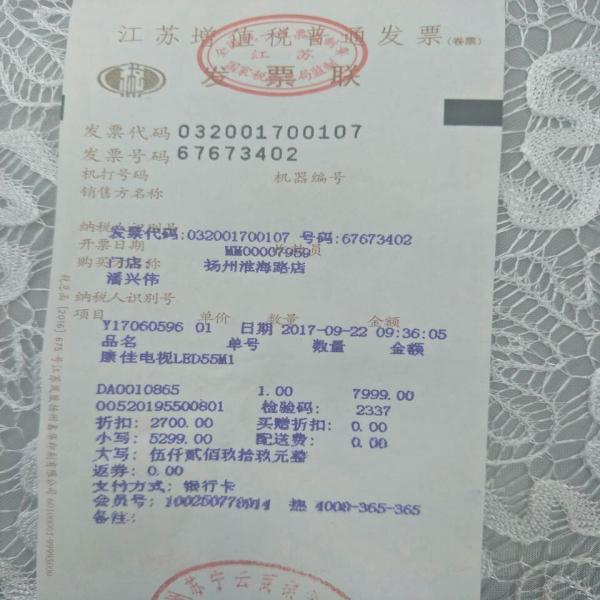 江苏增值税普通发票(卷票)
江苏
发票联
发票代码 032001700107
发票号码 67673402
机打号码 机器编号
销售方名称
纳税人识别号
发票代码:032001700107 号码:67673402
开票日期
MM00007959
门店: 扬州淮海路店
潘兴伟
纳税人识别号
项目 单价 数量 金额
Y17060596 01 日期 2017-09-22 09:36:05
品名 单号 数量 金额
康佳电视LED55M1
DA0010865 1.00 7999.00
00520195500801 检验码: 2337
折扣: 2700.00 买赠折扣: 0.00
小写: 5299.00 配送费: 0.00
大写: 伍仟贰佰玖拾玖元整
返券: 0.00
支付方式: 银行卡
会员号: 热 4008-365-365
备注: